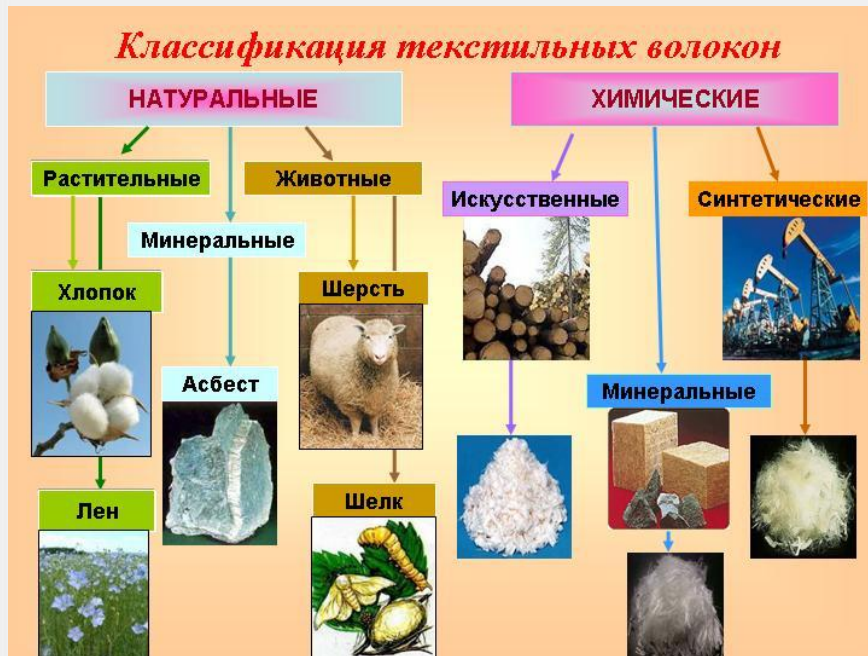 Классификация текстильных волокон
НАТУРАЛЬНЫЕ
ХИМИЧЕСКИЕ
Растительные
Животные
Искусственные
Синтетические
Минеральные
Хлопок
Шерсть
Асбест
Минеральные
Лен
Шелк